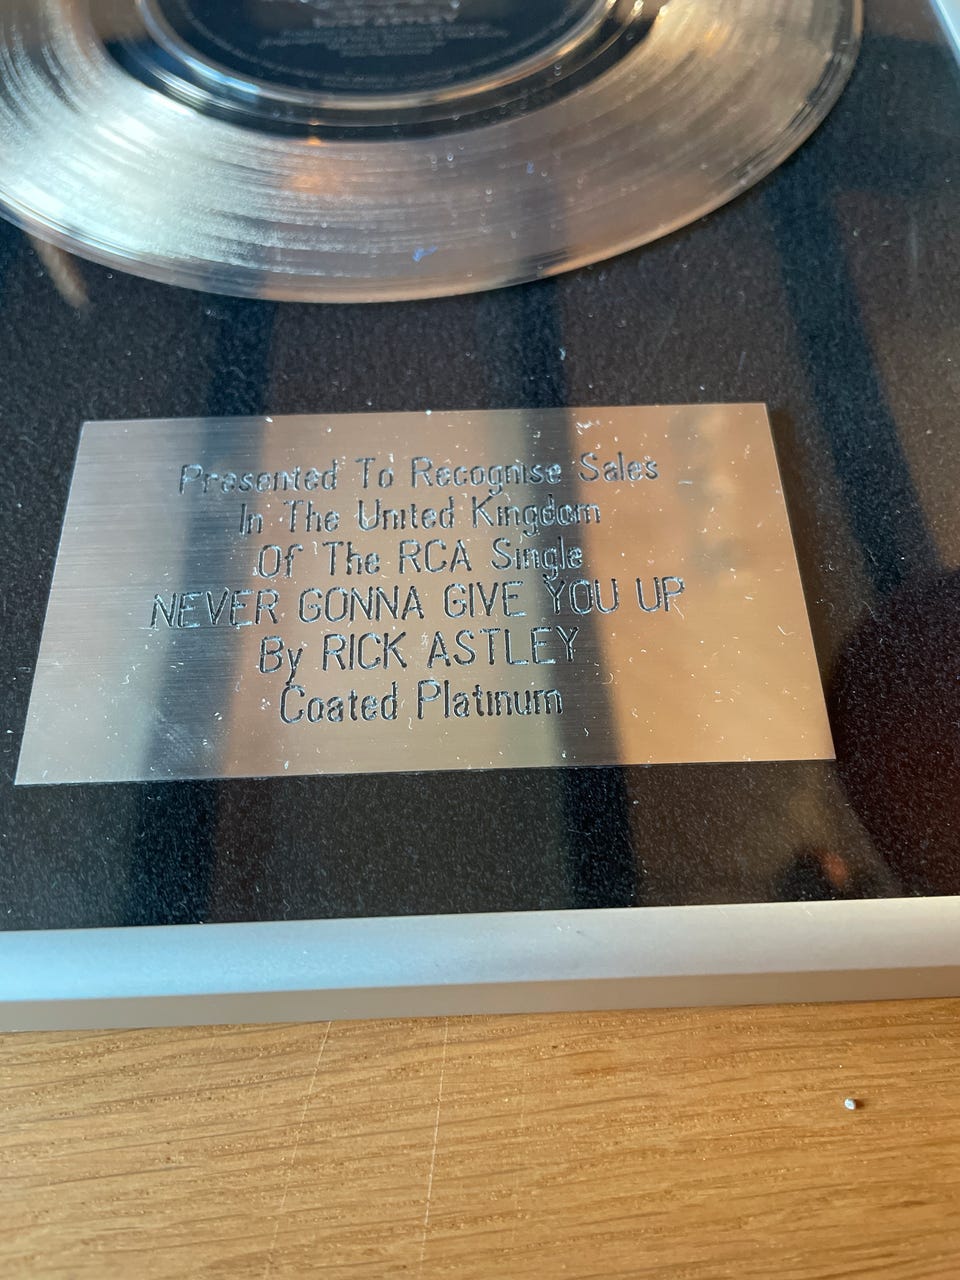 ASTLEY
Presented To Recognise Sales
In The United Kingdom
Of The RCA Single
NEVER GONNA GIVE YOU UP
By RICK ASTLEY
Coated Platinum